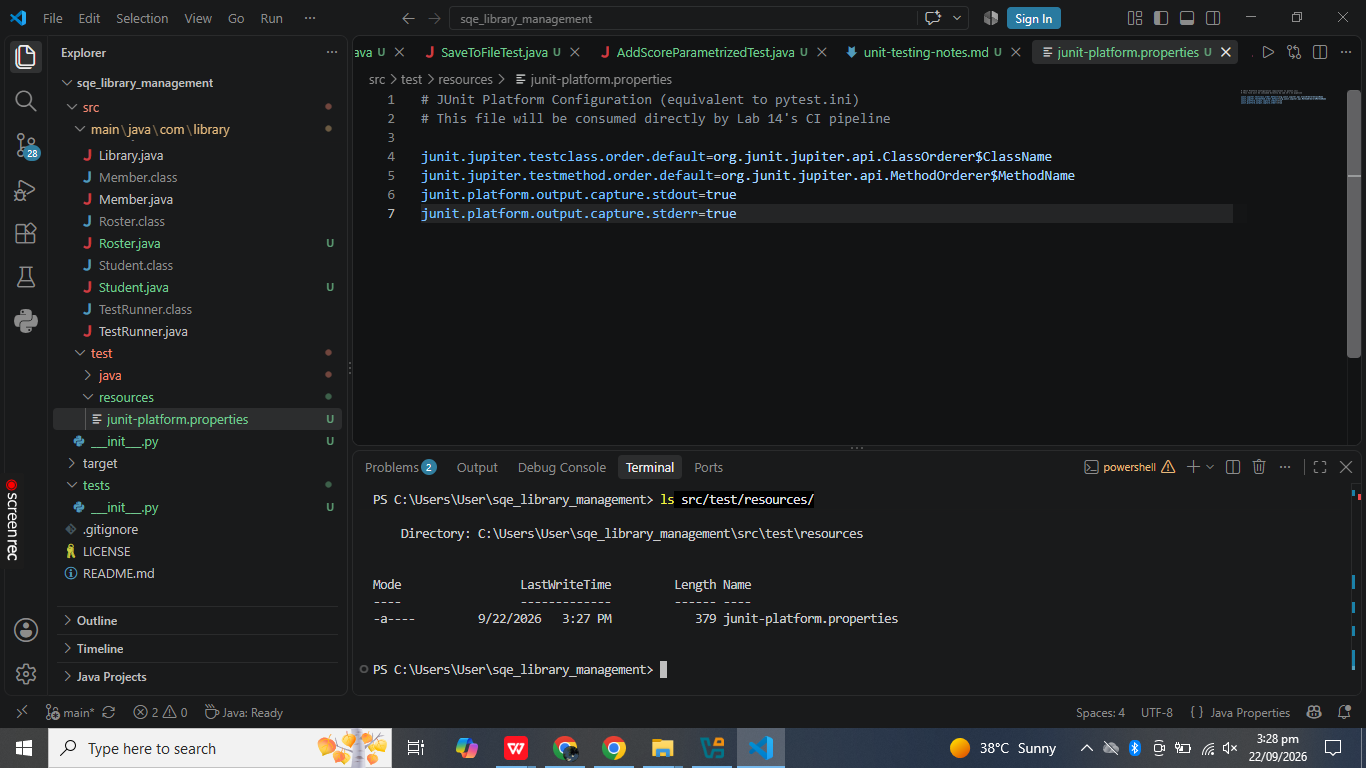 File Edit Selection View Go Run ···
sqe_library_management
Sign In
Explorer ···
sqe_library_management
src
main\java\com\library
Library.java
Member.class
Member.java
Roster.class
Roster.java U
Student.class
Student.java U
TestRunner.class
TestRunner.java
test
java
resources
junit-platform.properties U
__init__.py U
target
tests
__init__.py U
.gitignore
LICENSE
README.md
Outline
Timeline
Java Projects
28
screenrec
ava U
SaveToFileTest.java U
AddScoreParametrizedTest.java U
unit-testing-notes.md U
junit-platform.properties U
src > test > resources > junit-platform.properties
1 # JUnit Platform Configuration (equivalent to pytest.ini)
2 # This file will be consumed directly by Lab 14's CI pipeline
3
4 junit.jupiter.testclass.order.default=org.junit.jupiter.api.ClassOrderer$ClassName
5 junit.jupiter.testmethod.order.default=org.junit.jupiter.api.MethodOrderer$MethodName
6 junit.platform.output.capture.stdout=true
7 junit.platform.output.capture.stderr=true
Problems 2 Output Debug Console Terminal Ports
powershell
PS C:\Users\User\sqe_library_management> ls src/test/resources/
Directory: C:\Users\User\sqe_library_management\src\test\resources
Mode LastWriteTime Length Name
---- ------------- ------ ----
-a---- 9/22/2026 3:27 PM 379 junit-platform.properties
PS C:\Users\User\sqe_library_management>
main* 2 0 Java: Ready
Spaces: 4 UTF-8 { } Java Properties
Type here to search
38°C Sunny
3:28 pm
22/09/2026